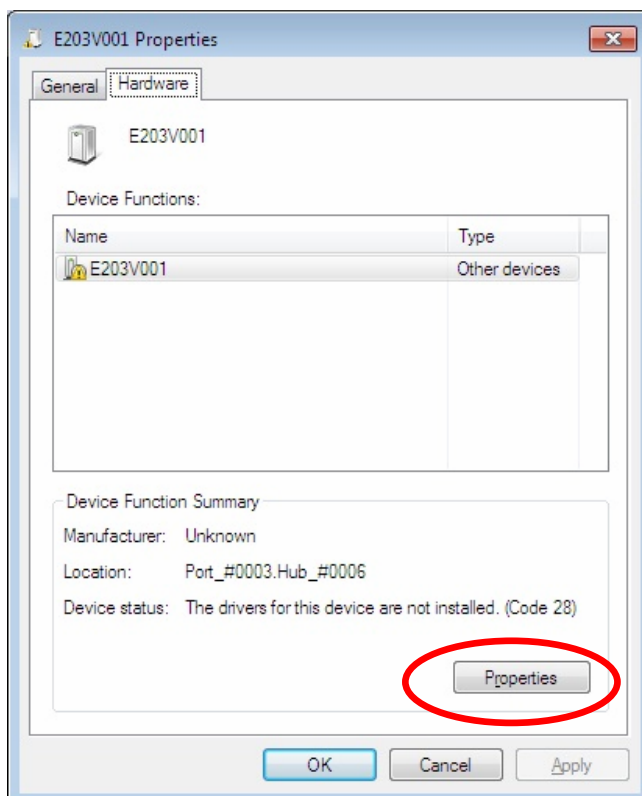 E203V001 Properties
General Hardware
E203V001
Device Functions:
Name Type
E203V001 Other devices
Device Function Summary
Manufacturer: Unknown
Location: Port_#0003.Hub_#0006
Device status: The drivers for this device are not installed. (Code 28)
Properties
OK Cancel Apply